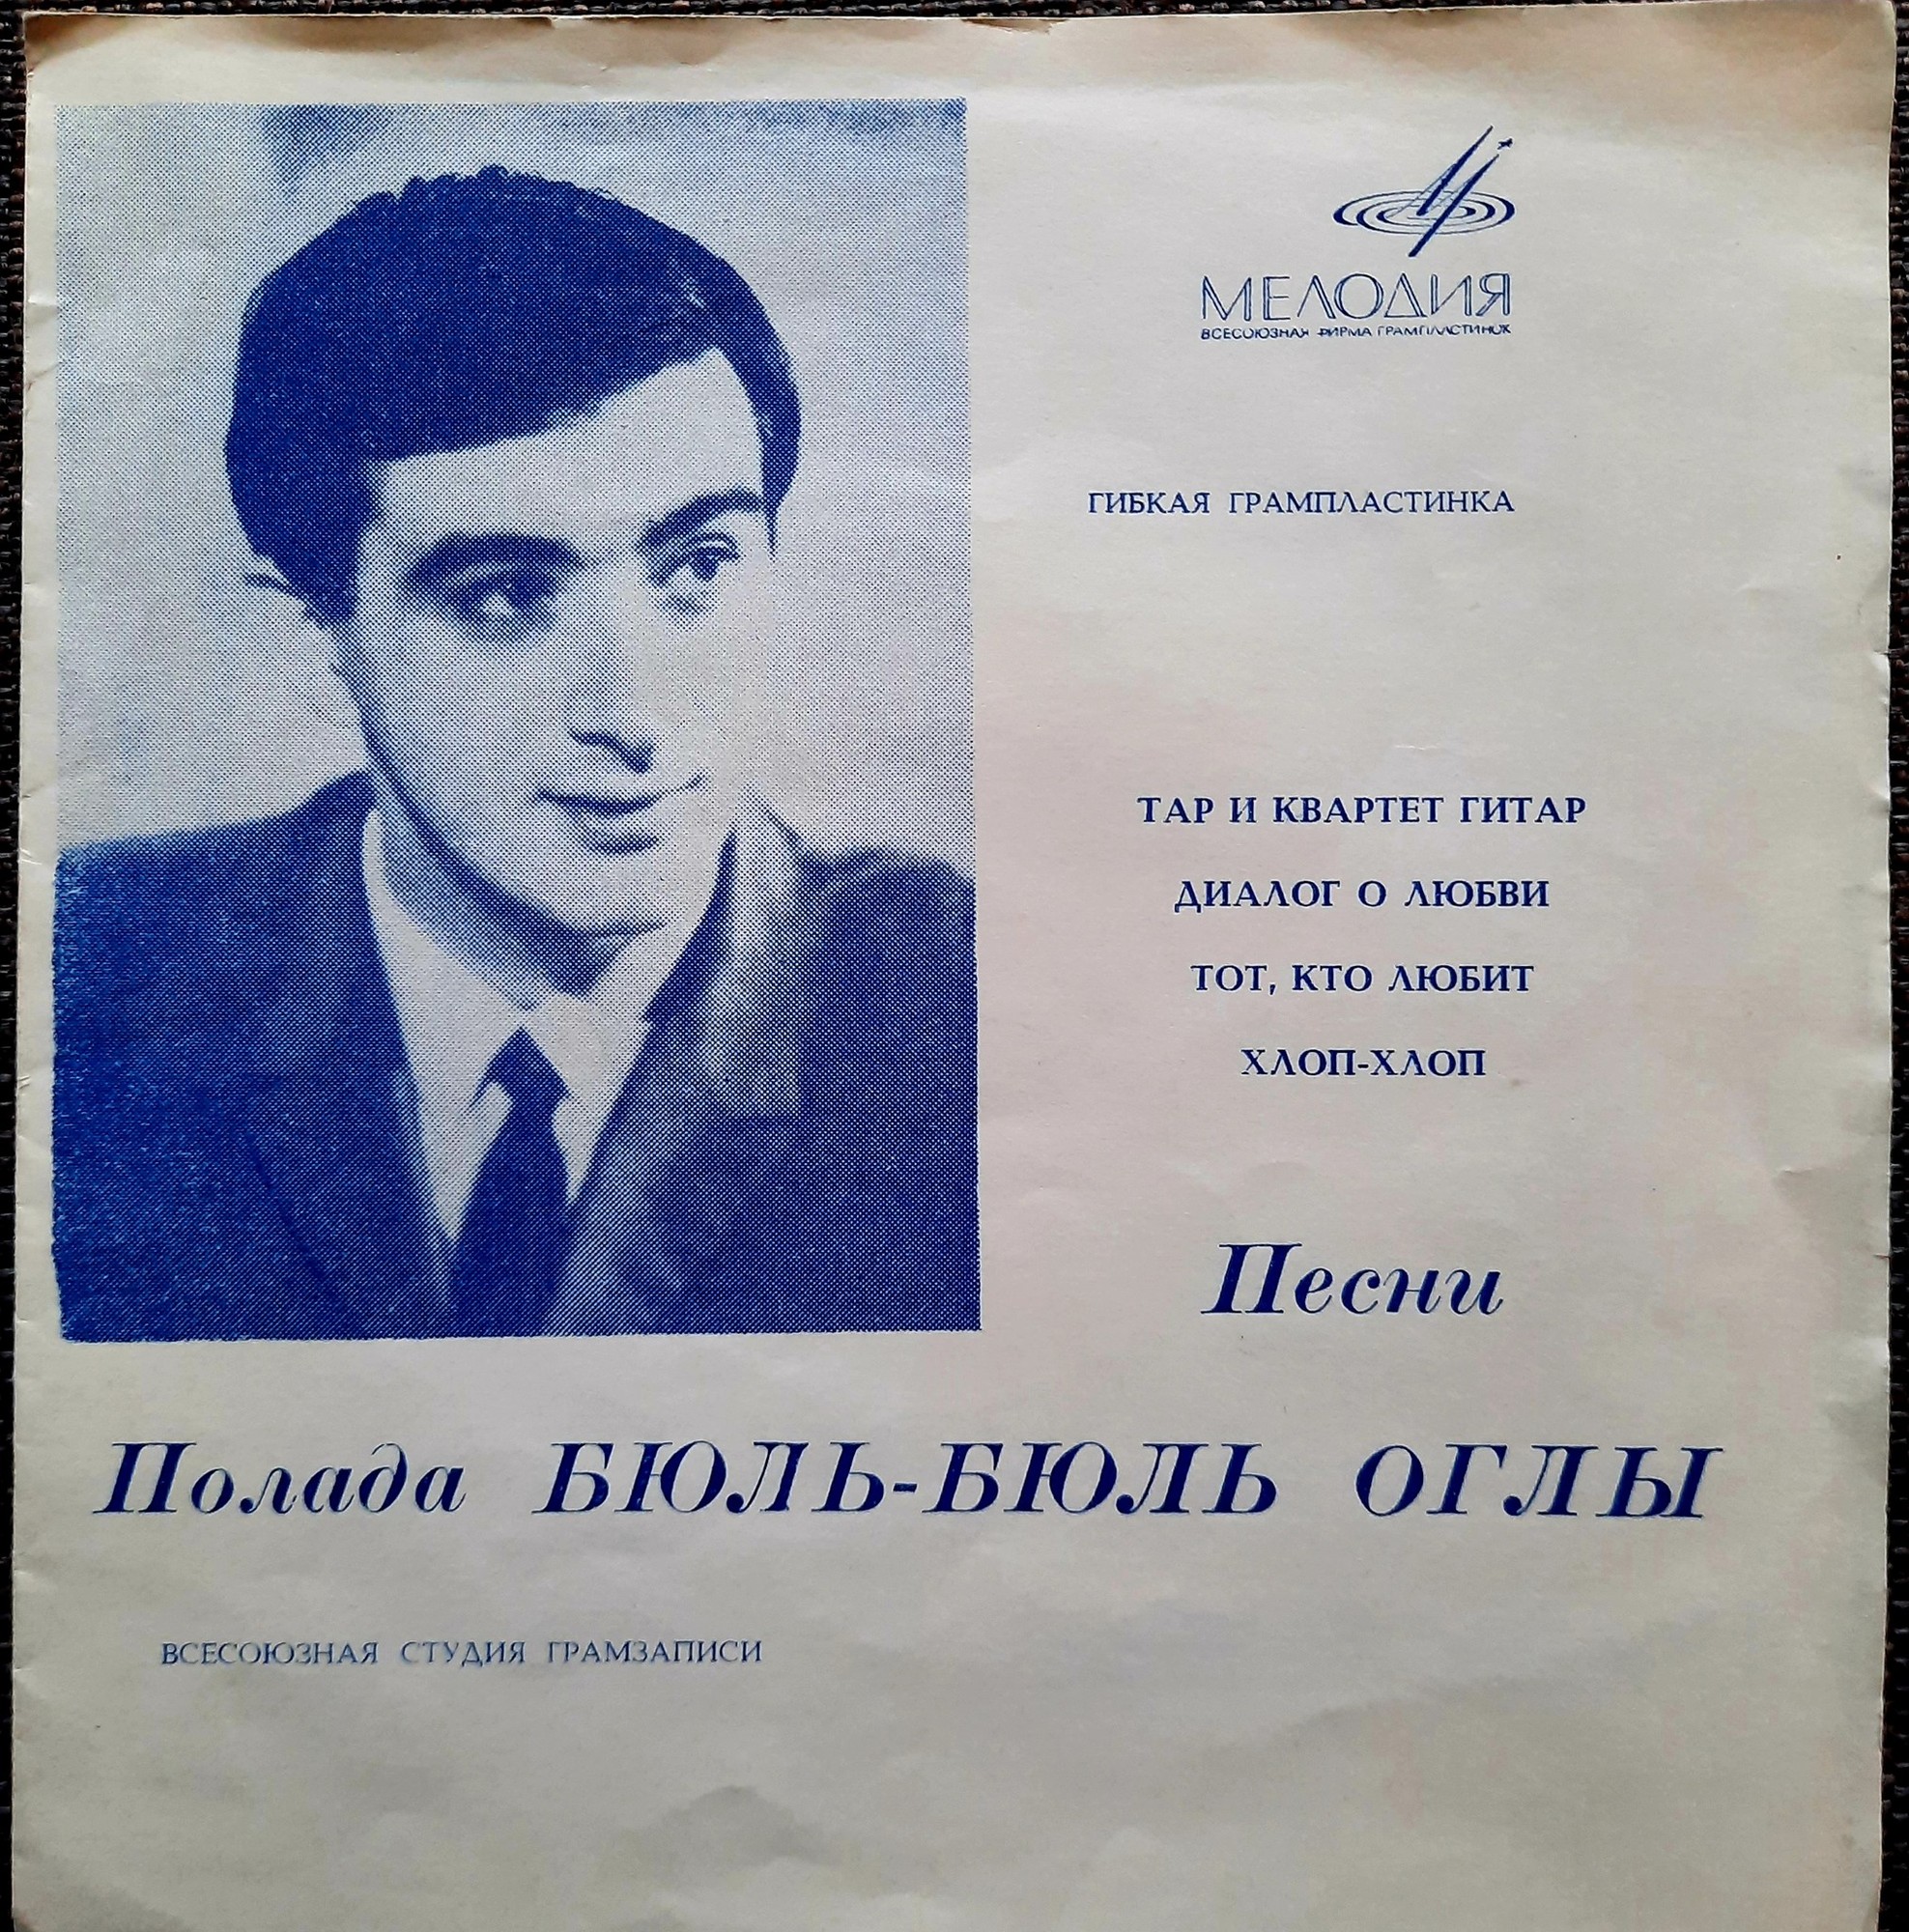 МЕЛОДИЯ
ВСЕСОЮЗНАЯ ФИРМА ГРАМПЛАСТИНОК
ГИБКАЯ ГРАМПЛАСТИНКА
ТАР И КВАРТЕТ ГИТАР
ДИАЛОГ О ЛЮБВИ
ТОТ, КТО ЛЮБИТ
ХЛОП-ХЛОП
Песни
Полада БЮЛЬ-БЮЛЬ ОГЛЫ
ВСЕСОЮЗНАЯ СТУДИЯ ГРАМЗАПИСИ